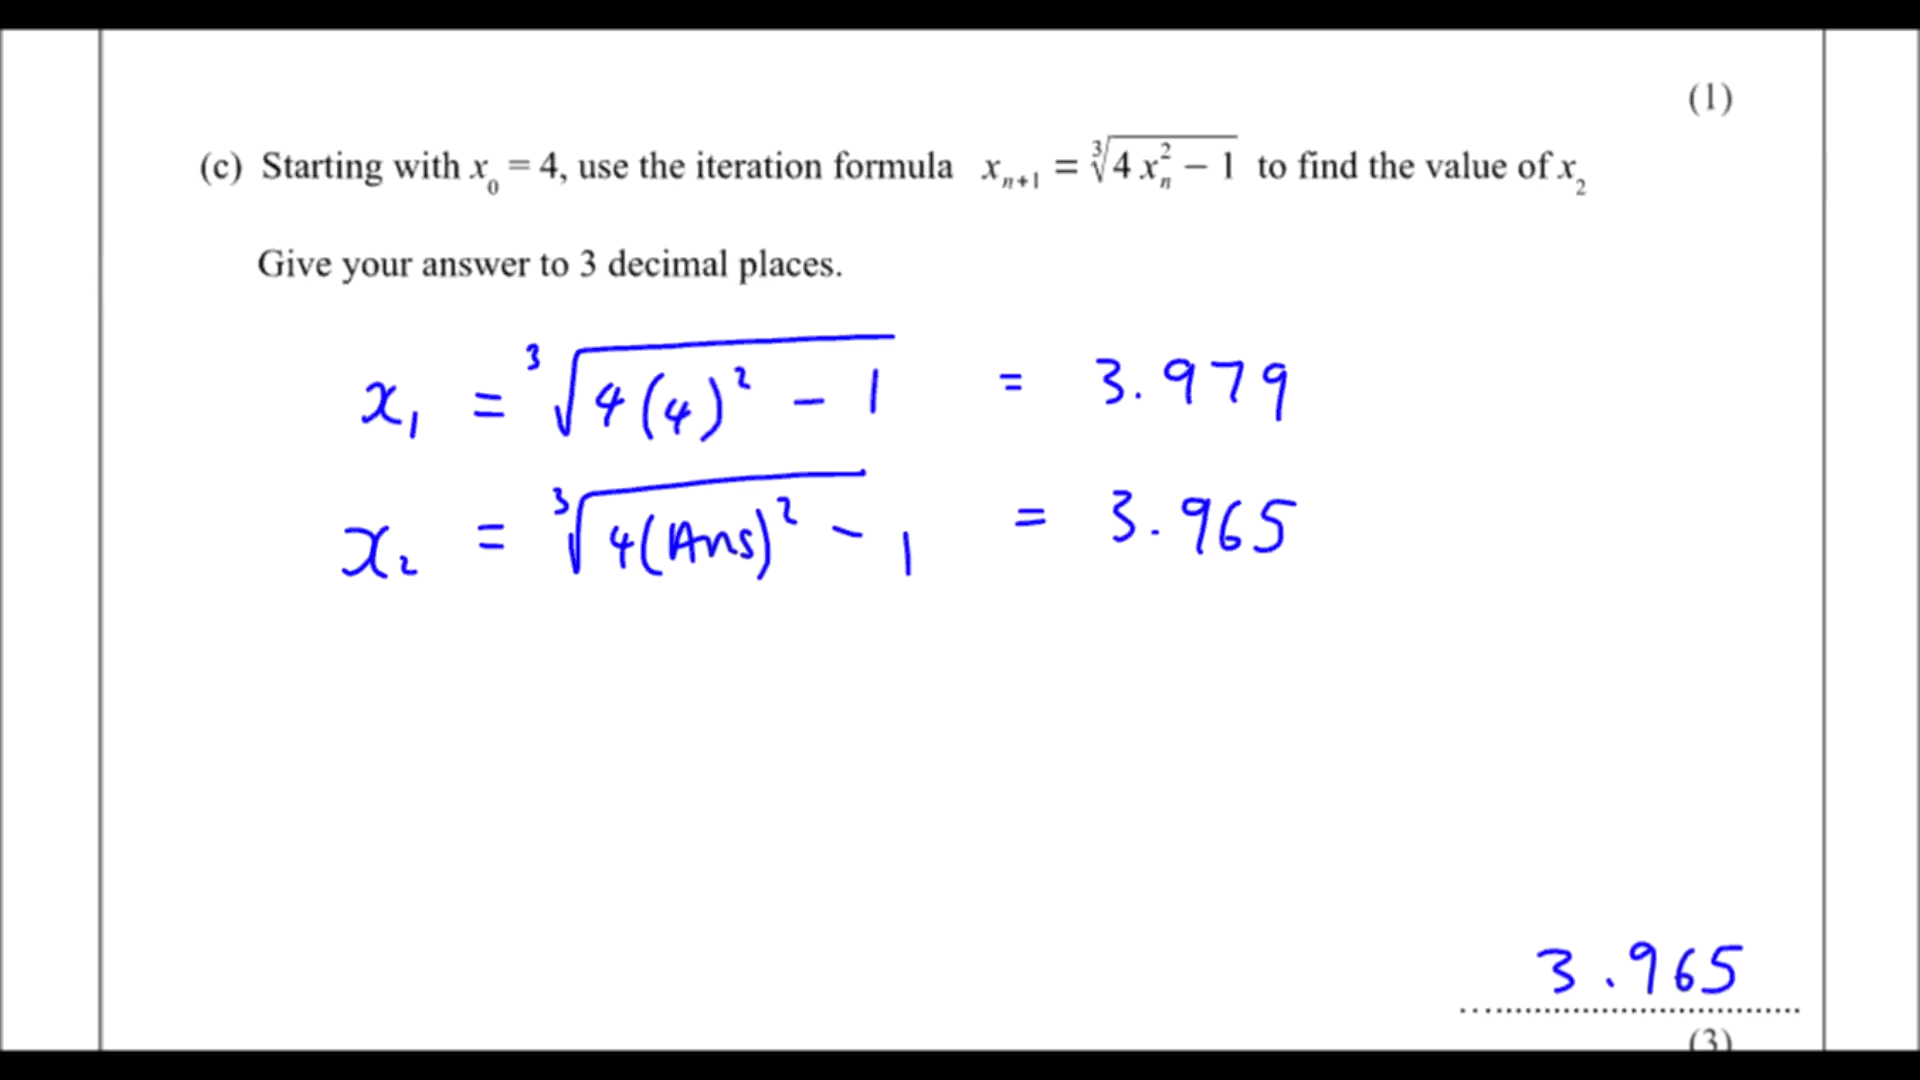 (1)
(c) Starting with x₀ = 4, use the iteration formula xₙ₊₁ = ∛(4xₙ² − 1) to find the value of x₂
Give your answer to 3 decimal places.
x₁ = ∛(4(4)² − 1) = 3.979
x₂ = ∛(4(Ans)² − 1) = 3.965
3.965
(3)